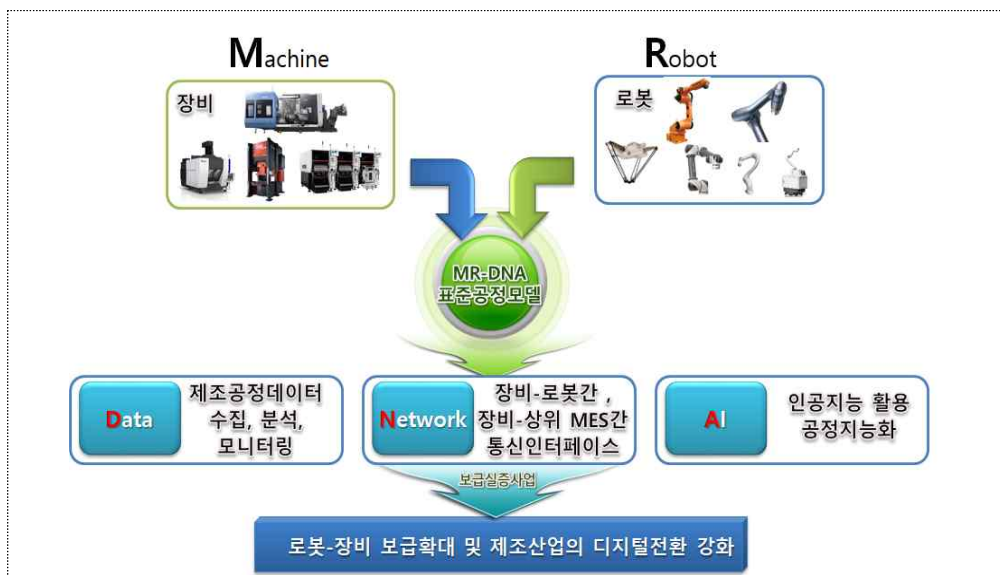 Machine
Robot
장비
로봇
MR-DNA
표준공정모델
Data
제조공정데이터
수집, 분석,
모니터링
Network
장비-로봇간 ,
장비-상위 MES간
통신인터페이스
AI
인공지능 활용
공정지능화
보급실증사업
로봇-장비 보급확대 및 제조산업의 디지털전환 강화